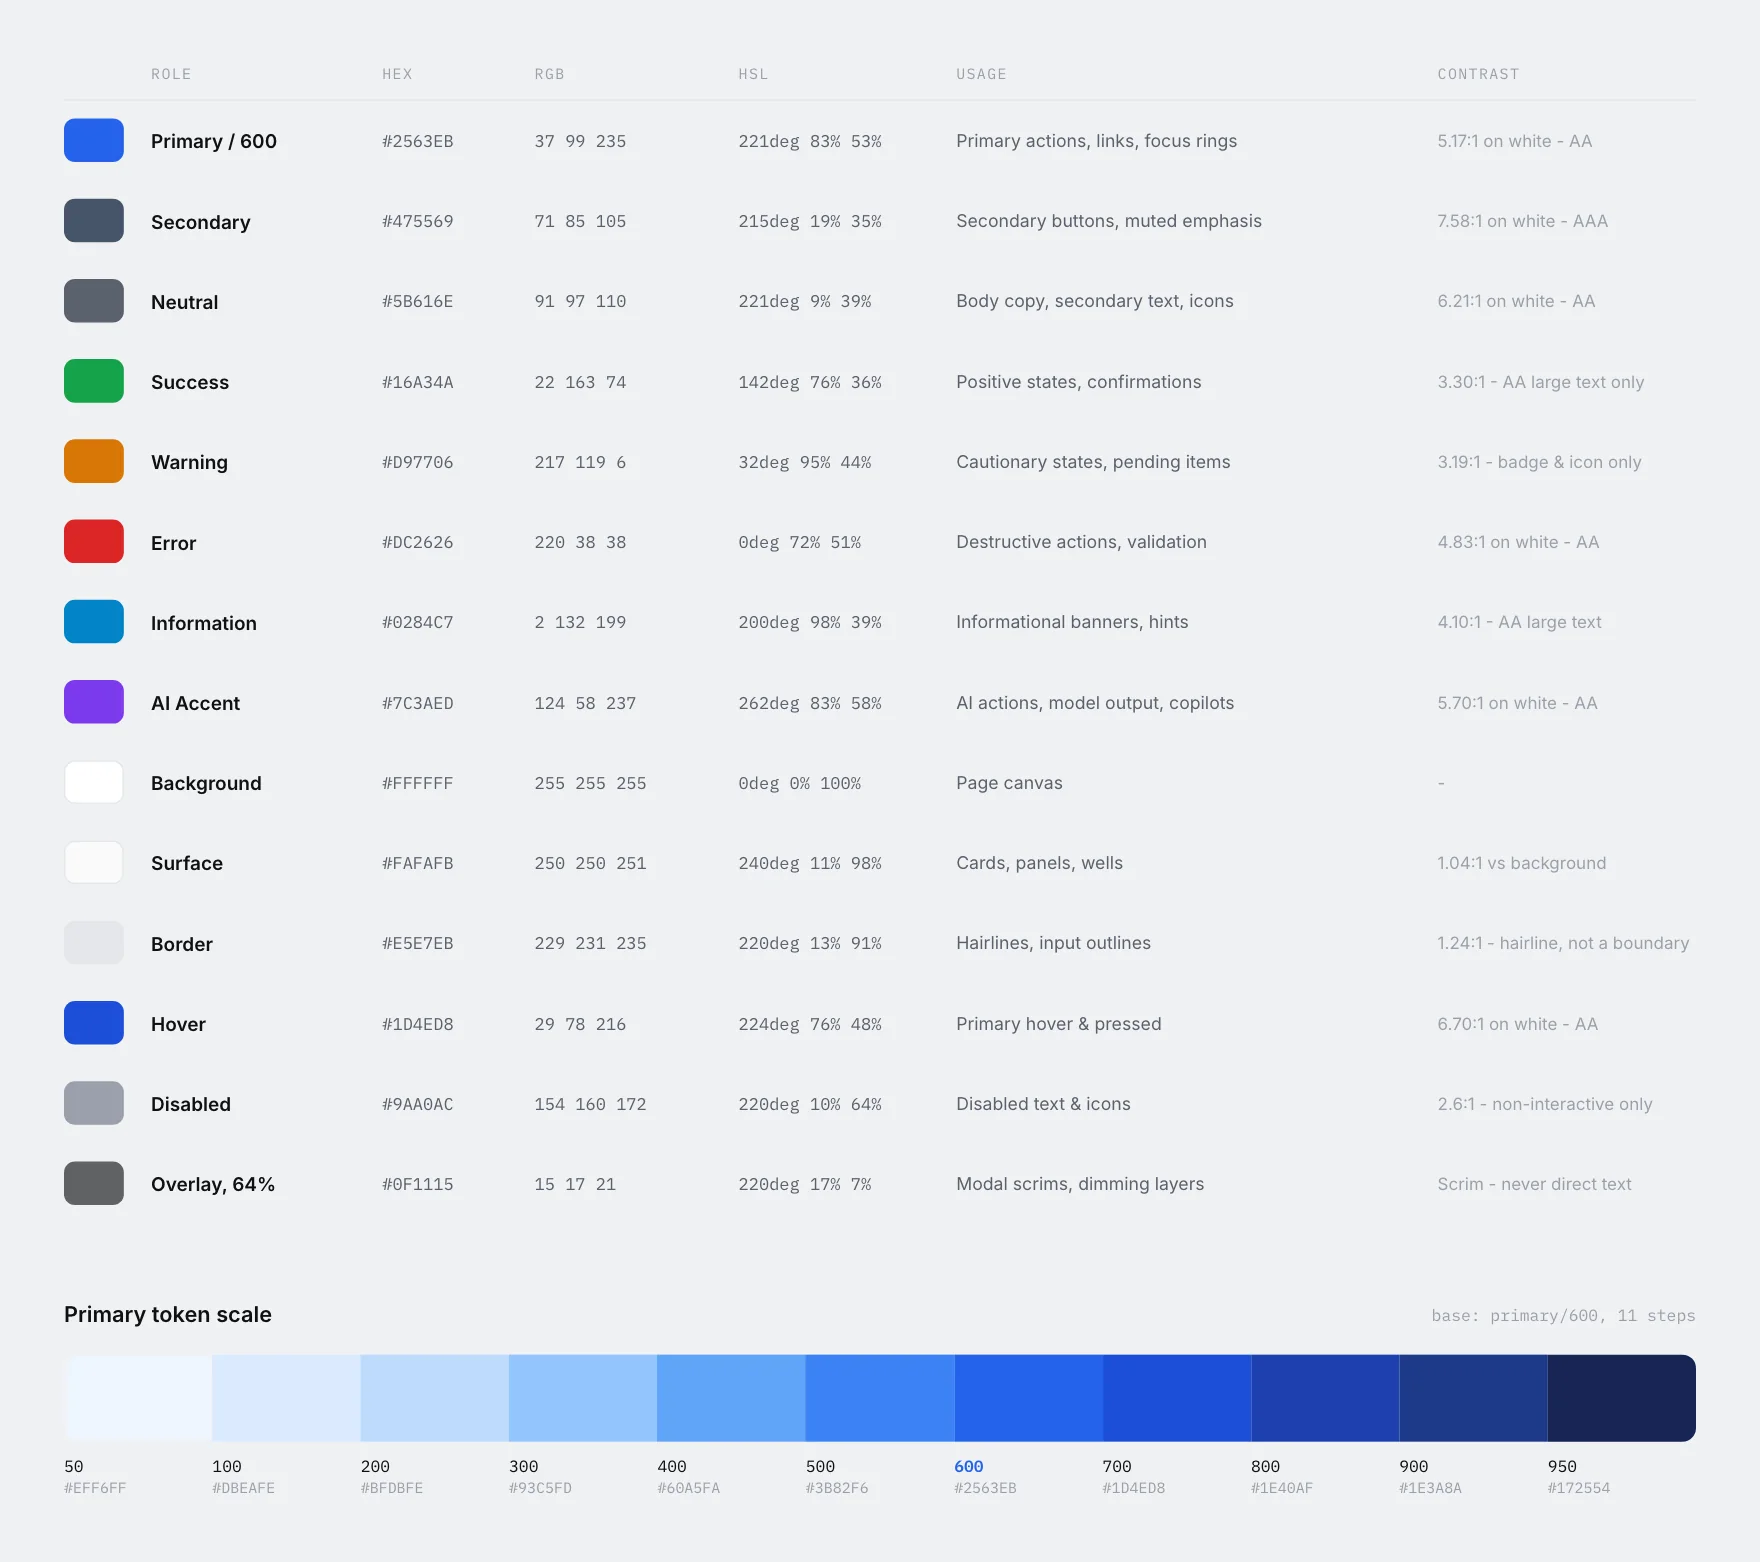 ROLE HEX RGB HSL USAGE CONTRAST
Primary / 600 #2563EB 37 99 235 221deg 83% 53% Primary actions, links, focus rings 5.17:1 on white - AA
Secondary #475569 71 85 105 215deg 19% 35% Secondary buttons, muted emphasis 7.58:1 on white - AAA
Neutral #5B616E 91 97 110 221deg 9% 39% Body copy, secondary text, icons 6.21:1 on white - AA
Success #16A34A 22 163 74 142deg 76% 36% Positive states, confirmations 3.30:1 - AA large text only
Warning #D97706 217 119 6 32deg 95% 44% Cautionary states, pending items 3.19:1 - badge & icon only
Error #DC2626 220 38 38 0deg 72% 51% Destructive actions, validation 4.83:1 on white - AA
Information #0284C7 2 132 199 200deg 98% 39% Informational banners, hints 4.10:1 - AA large text
AI Accent #7C3AED 124 58 237 262deg 83% 58% AI actions, model output, copilots 5.70:1 on white - AA
Background #FFFFFF 255 255 255 0deg 0% 100% Page canvas -
Surface #FAFAFB 250 250 251 240deg 11% 98% Cards, panels, wells 1.04:1 vs background
Border #E5E7EB 229 231 235 220deg 13% 91% Hairlines, input outlines 1.24:1 - hairline, not a boundary
Hover #1D4ED8 29 78 216 224deg 76% 48% Primary hover & pressed 6.70:1 on white - AA
Disabled #9AA0AC 154 160 172 220deg 10% 64% Disabled text & icons 2.6:1 - non-interactive only
Overlay, 64% #0F1115 15 17 21 220deg 17% 7% Modal scrims, dimming layers Scrim - never direct text
Primary token scale base: primary/600, 11 steps
50 100 200 300 400 500 600 700 800 900 950
#EFF6FF #DBEAFE #BFDBFE #93C5FD #60A5FA #3B82F6 #2563EB #1D4ED8 #1E40AF #1E3A8A #172554